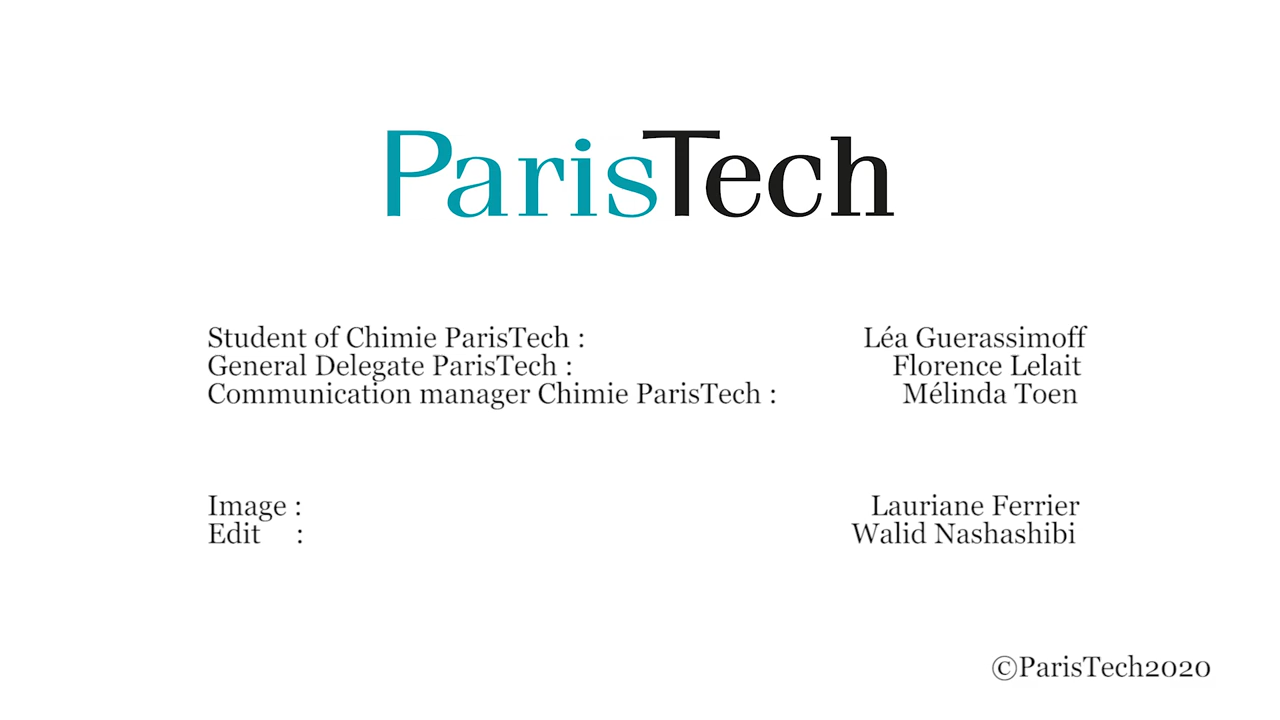 ParisTech
Student of Chimie ParisTech : Léa Guerassimoff
General Delegate ParisTech : Florence Lelait
Communication manager Chimie ParisTech : Mélinda Toen
Image : Lauriane Ferrier
Edit : Walid Nashashibi
©ParisTech2020